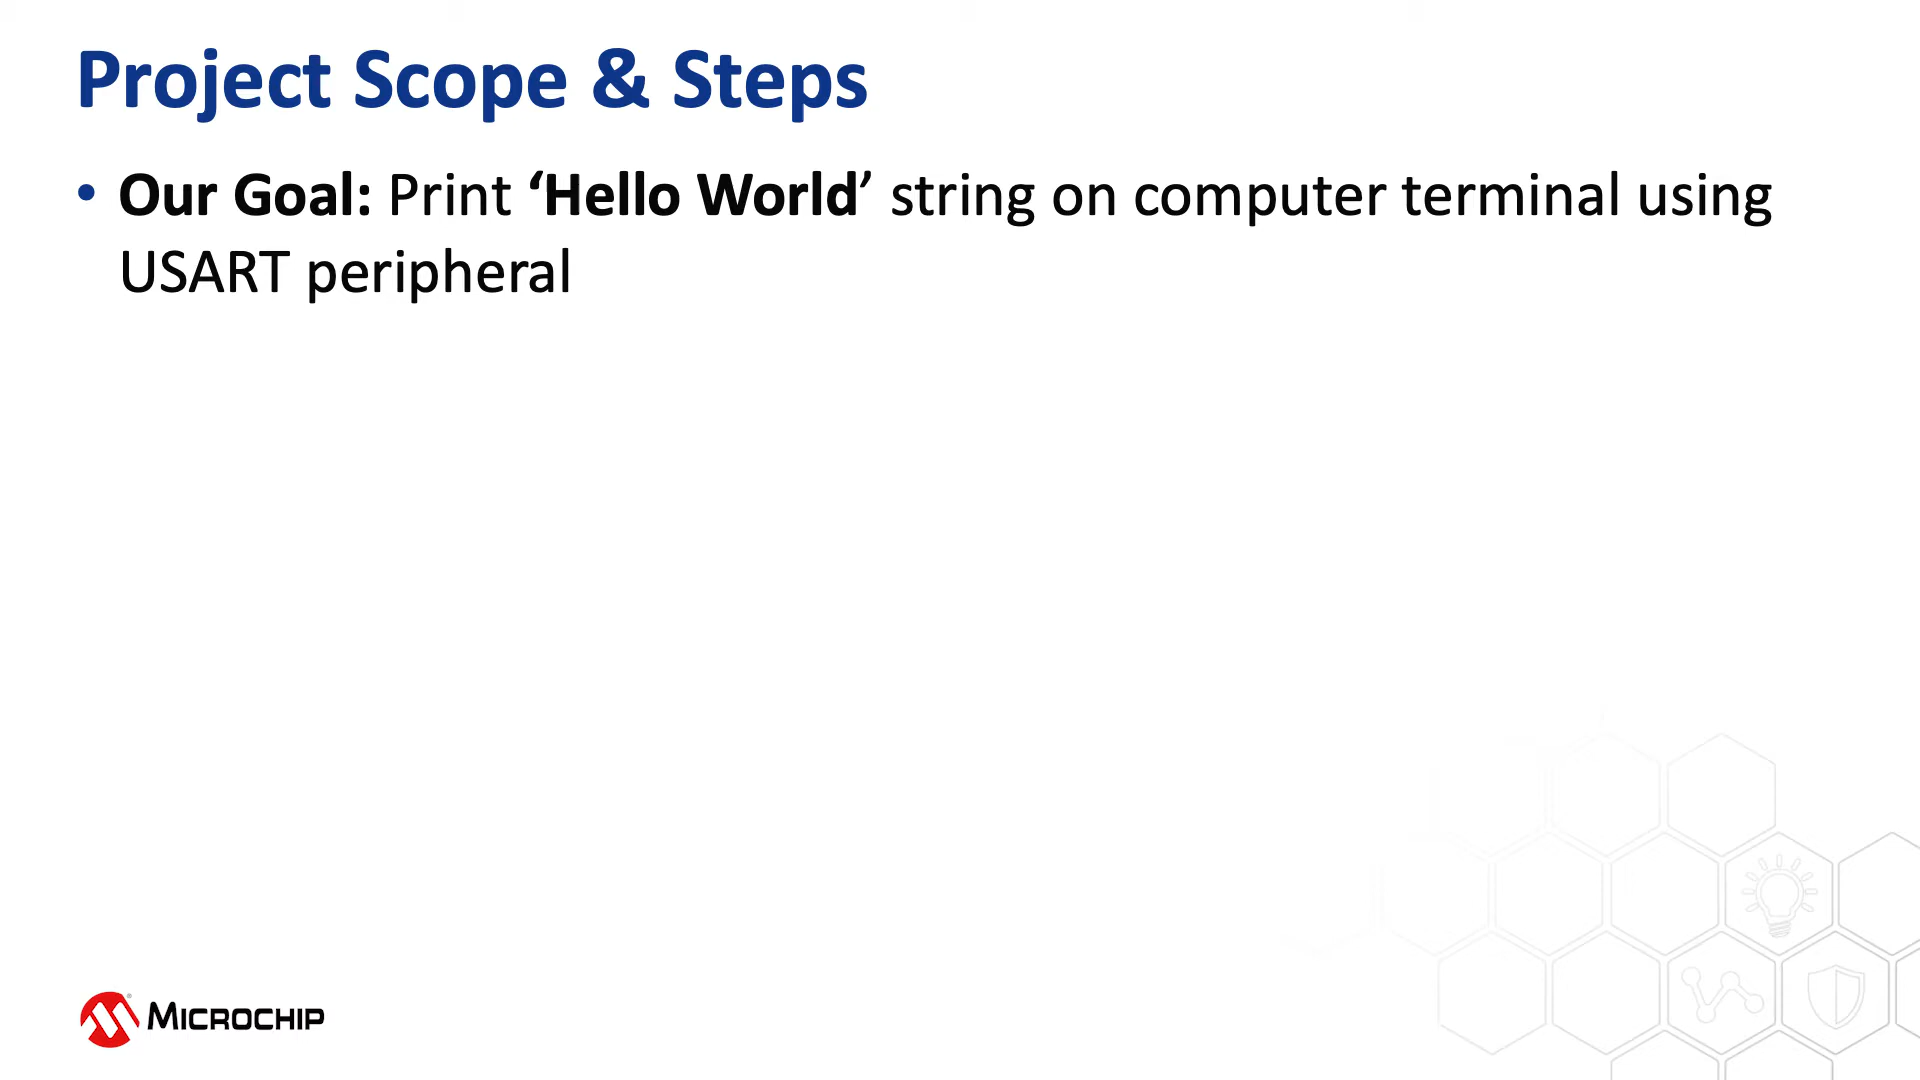 Project Scope & Steps
• Our Goal: Print ‘Hello World’ string on computer terminal using
USART peripheral
MICROCHIP